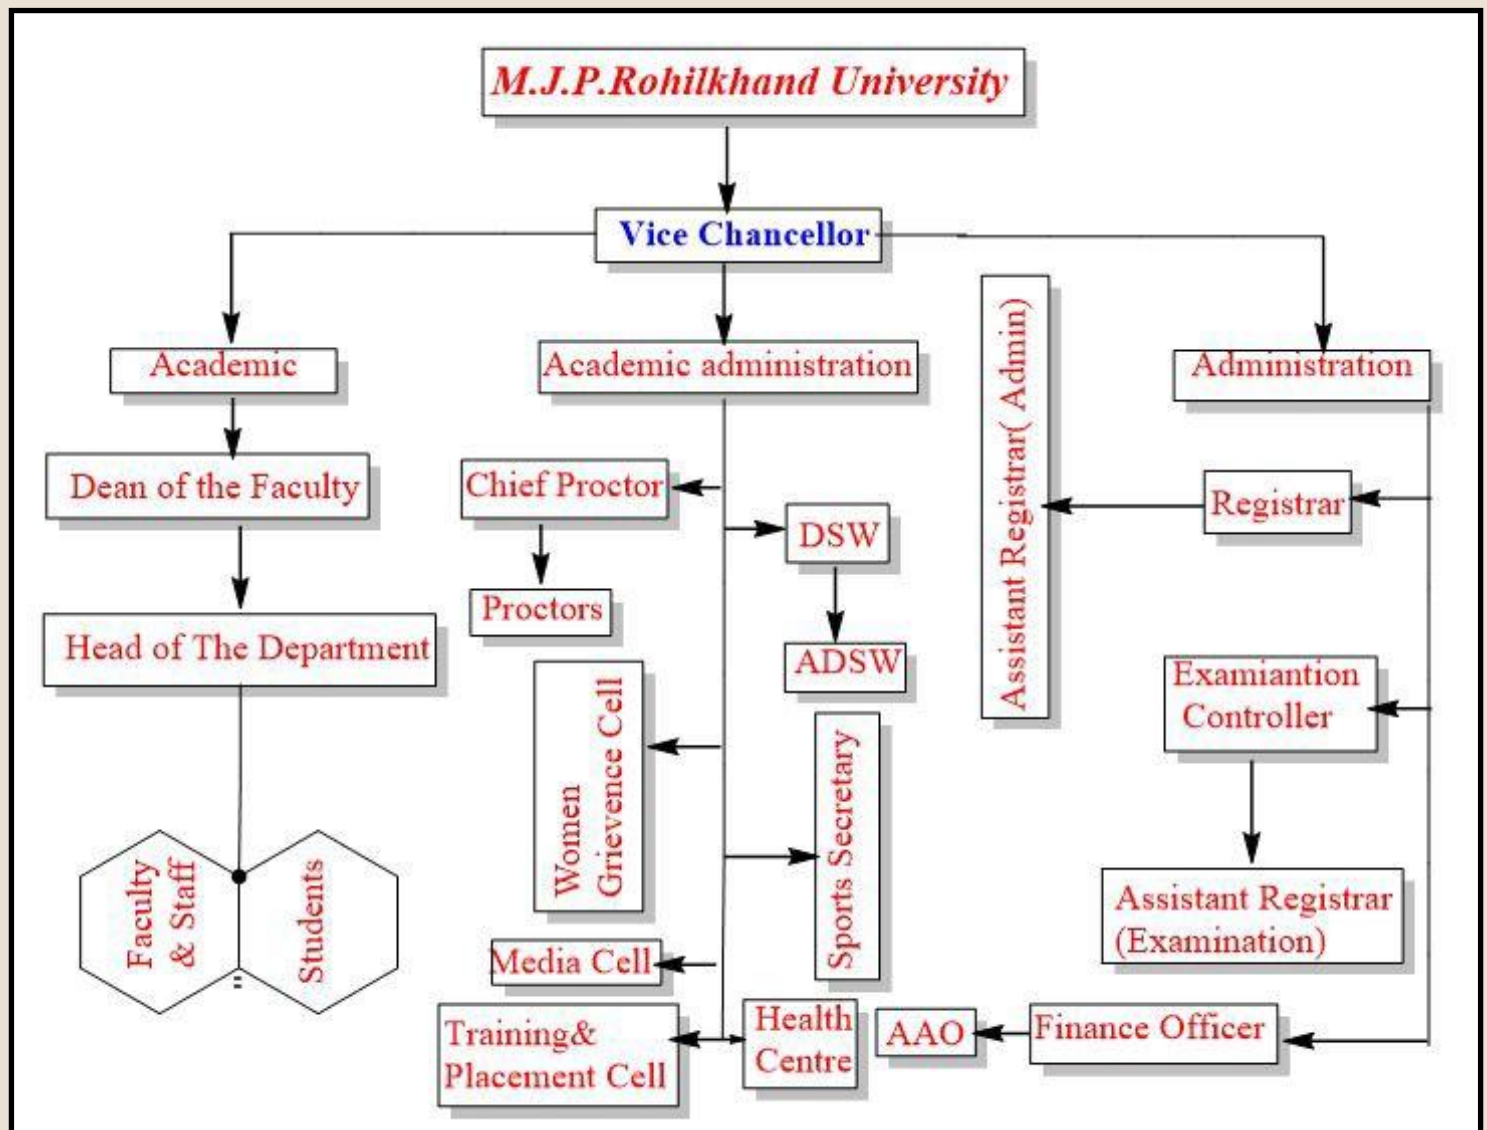 M.J.P.Rohilkhand University
Vice Chancellor
Academic
Academic administration
Administration
Dean of the Faculty
Head of The Department
Faculty
& Staff
Students
Chief Proctor
Proctors
DSW
ADSW
Women
Grievence Cell
Sports Secretary
Media Cell
Training&
Placement Cell
Health
Centre
Assistant Registrar( Admin)
Registrar
Examiantion
Controller
Assistant Registrar
(Examination)
Finance Officer
AAO